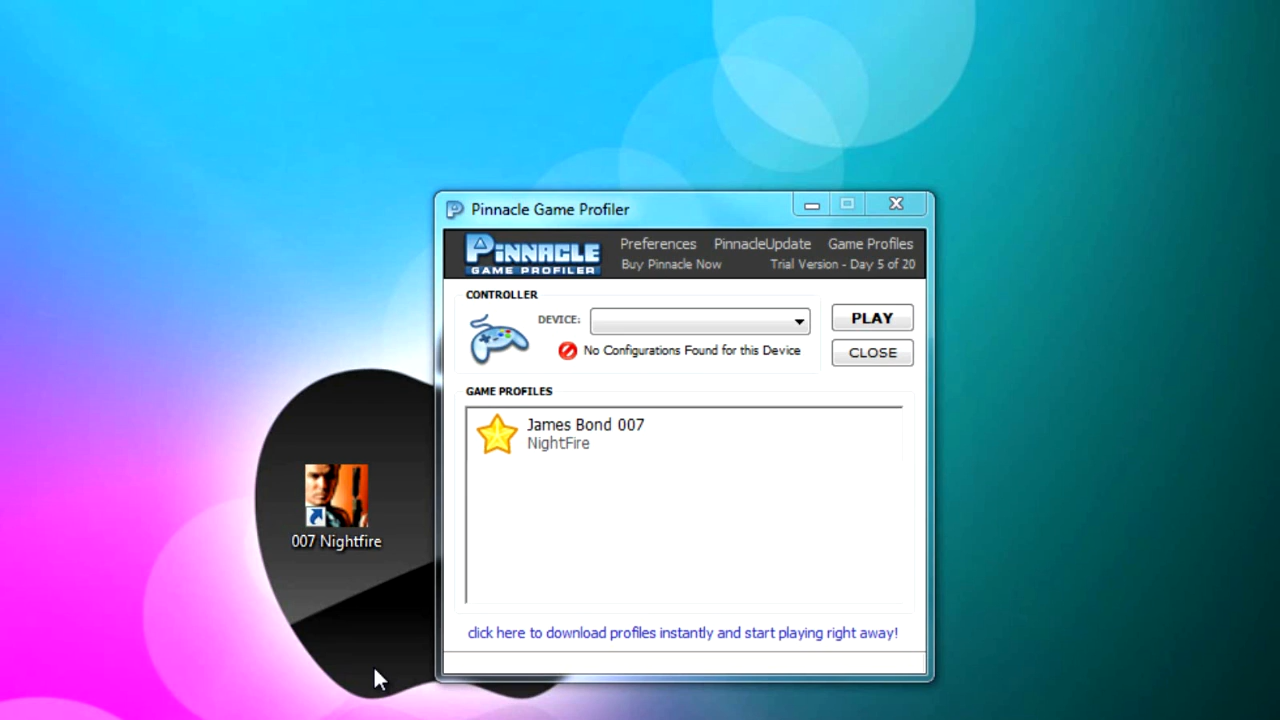 Pinnacle Game Profiler
PINNACLE
GAME PROFILER
Preferences PinnacleUpdate Game Profiles
Buy Pinnacle Now Trial Version - Day 5 of 20
CONTROLLER
DEVICE:
PLAY
No Configurations Found for this Device
CLOSE
GAME PROFILES
James Bond 007
NightFire
007 Nightfire
click here to download profiles instantly and start playing right away!